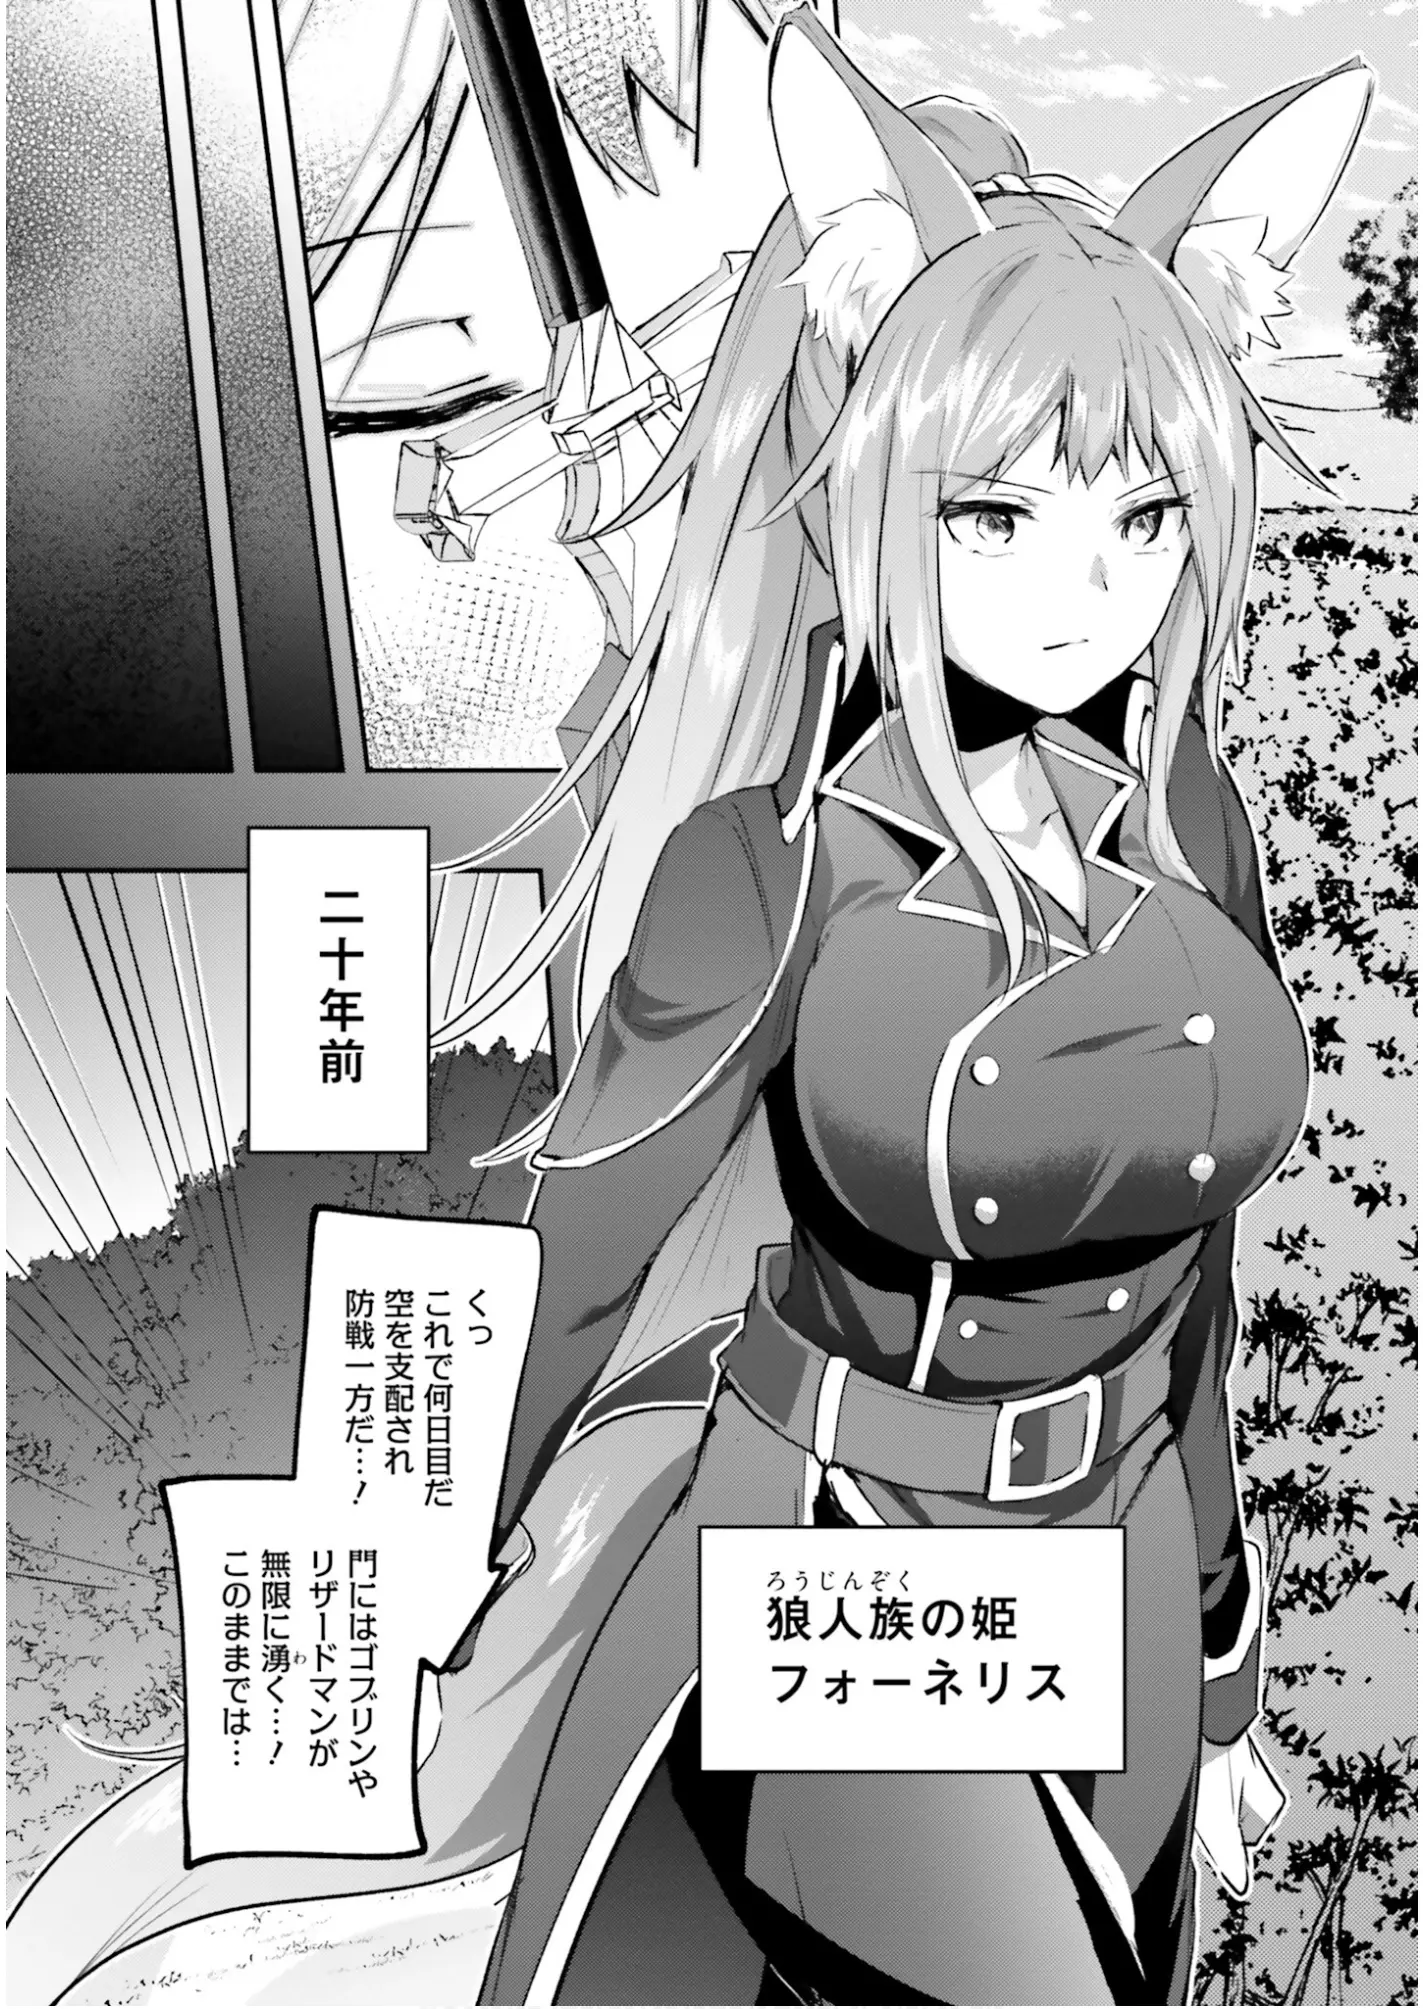 二十年前
くっ
これで何日目だ
空を支配され
防戦一方だ…！
門にはゴブリンや
リザードマンが
無限に湧く…！
わ
このままでは…
ろうじんぞく
狼人族の姫
フォーネリス